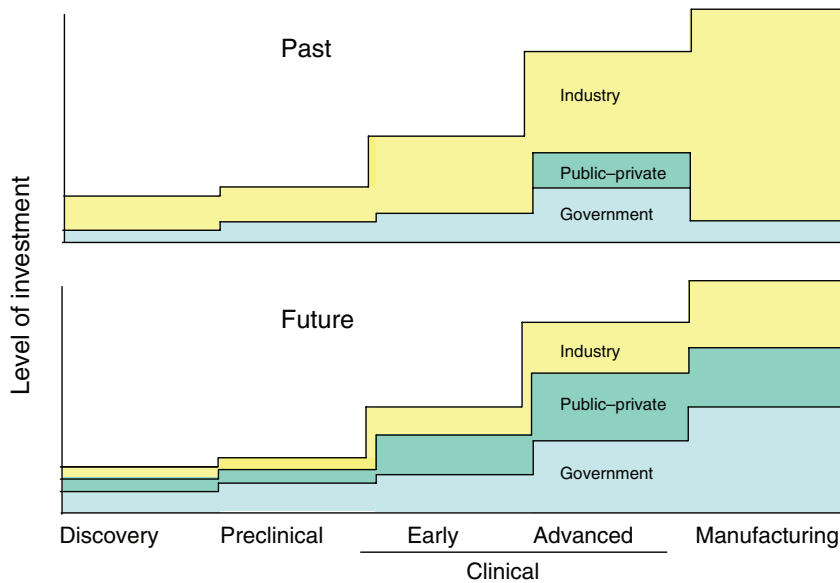 Level of investment
Past
Industry
Public–private
Government
Future
Industry
Public–private
Government
Discovery Preclinical Early Advanced Manufacturing
Clinical